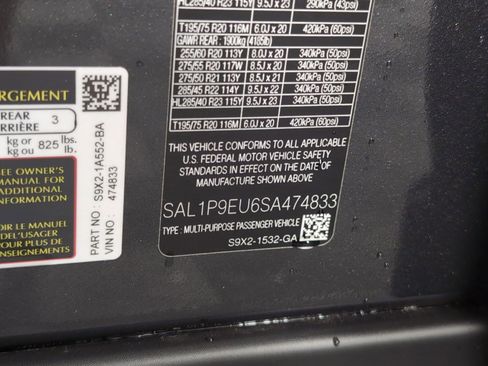 HL285/40 R23 115Y 9.5J x 23 290kPa (43psi)
T195/75 R20 116M 6.0J x 20 420kPa (60psi)
GAWR REAR : 1900kg (4185lb)
255/60 R20 113Y 8.0J x 20 340kPa (50psi)
275/55 R20 117W 8.5J x 20 340kPa (50psi)
275/50 R21 113Y 8.5J x 21 340kPa (50psi)
285/45 R22 114Y 9.5J x 22 340kPa (50psi)
HL285/40 R23 115Y 9.5J x 23 340kPa (50psi)
T195/75 R20 116M 6.0J x 20 420kPa (60psi)
THIS VEHICLE CONFORMS TO ALL APPLICABLE
U.S. FEDERAL MOTOR VEHICLE SAFETY
STANDARDS IN EFFECT ON THE DATE OF
MANUFACTURE SHOWN ABOVE.
SAL1P9EU6SA474833
TYPE : MULTI-PURPOSE PASSENGER VEHICLE
S9X2-1532-GA
RGEMENT
REAR
ARRIÈRE 3
kg or lbs.
kg ou 825 lb.
SEE OWNER'S
MANUAL FOR
ADDITIONAL
INFORMATION
OIR LE MANUEL
DE L'USAGER
POUR PLUS DE
PART NO : S9X2-1A552-BA
VIN NO : 474833